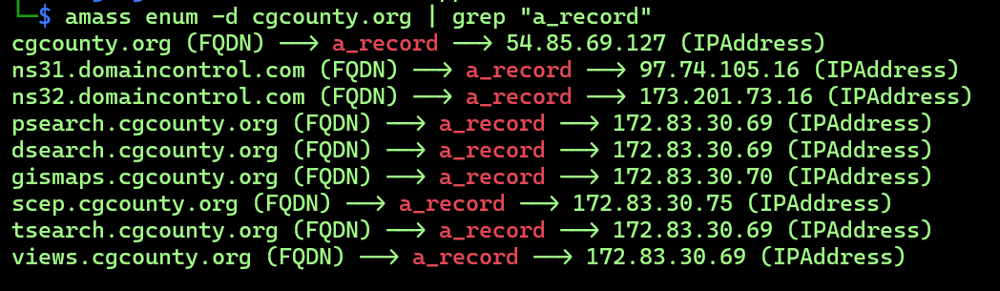 └─$ amass enum -d cgcounty.org | grep "a_record"
cgcounty.org (FQDN) ⟶ a_record ⟶ 54.85.69.127 (IPAddress)
ns31.domaincontrol.com (FQDN) ⟶ a_record ⟶ 97.74.105.16 (IPAddress)
ns32.domaincontrol.com (FQDN) ⟶ a_record ⟶ 173.201.73.16 (IPAddress)
psearch.cgcounty.org (FQDN) ⟶ a_record ⟶ 172.83.30.69 (IPAddress)
dsearch.cgcounty.org (FQDN) ⟶ a_record ⟶ 172.83.30.69 (IPAddress)
gismaps.cgcounty.org (FQDN) ⟶ a_record ⟶ 172.83.30.70 (IPAddress)
scep.cgcounty.org (FQDN) ⟶ a_record ⟶ 172.83.30.75 (IPAddress)
tsearch.cgcounty.org (FQDN) ⟶ a_record ⟶ 172.83.30.69 (IPAddress)
views.cgcounty.org (FQDN) ⟶ a_record ⟶ 172.83.30.69 (IPAddress)